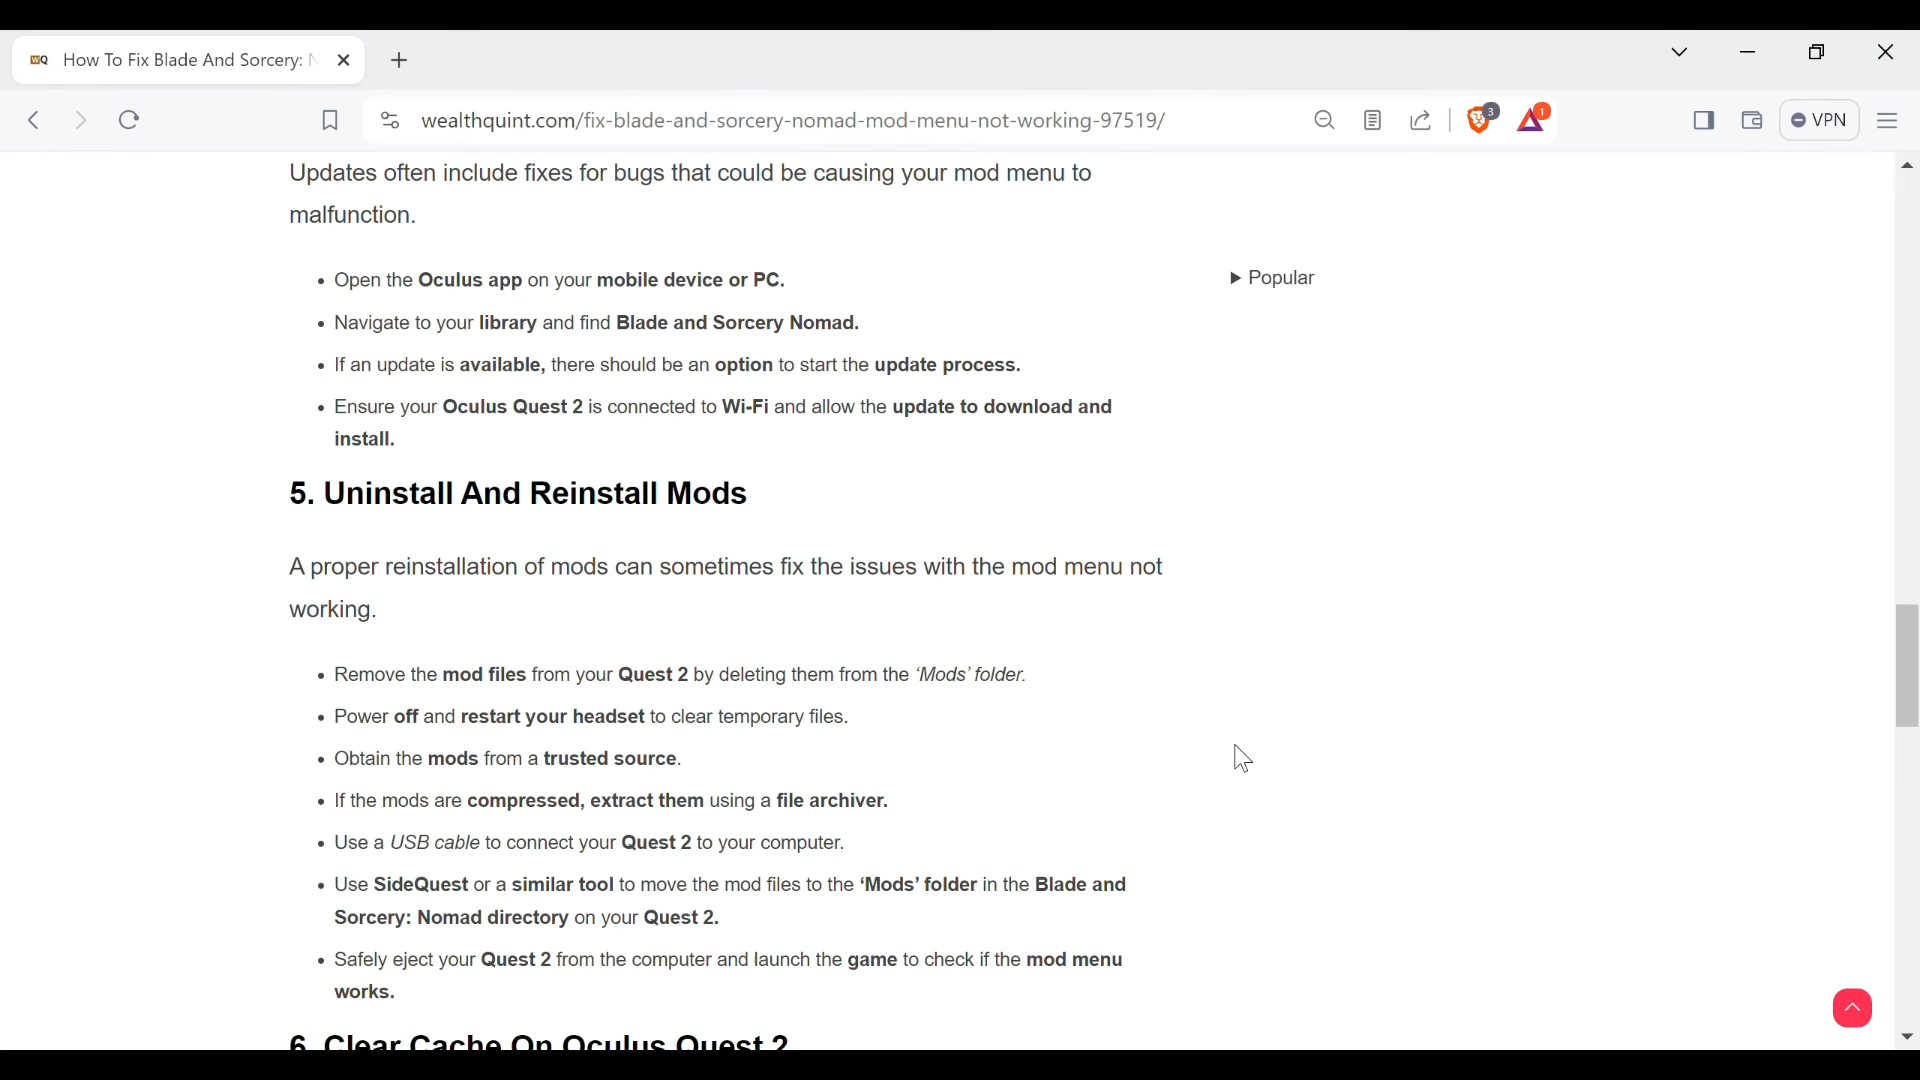 WQ How To Fix Blade And Sorcery:
wealthquint.com/fix-blade-and-sorcery-nomad-mod-menu-not-working-97519/
3
1
VPN
Updates often include fixes for bugs that could be causing your mod menu to
malfunction.
• Open the Oculus app on your mobile device or PC.
▶ Popular
• Navigate to your library and find Blade and Sorcery Nomad.
• If an update is available, there should be an option to start the update process.
• Ensure your Oculus Quest 2 is connected to Wi-Fi and allow the update to download and
install.
5. Uninstall And Reinstall Mods
A proper reinstallation of mods can sometimes fix the issues with the mod menu not
working.
• Remove the mod files from your Quest 2 by deleting them from the ‘Mods’ folder.
• Power off and restart your headset to clear temporary files.
• Obtain the mods from a trusted source.
• If the mods are compressed, extract them using a file archiver.
• Use a USB cable to connect your Quest 2 to your computer.
• Use SideQuest or a similar tool to move the mod files to the ‘Mods’ folder in the Blade and
Sorcery: Nomad directory on your Quest 2.
• Safely eject your Quest 2 from the computer and launch the game to check if the mod menu
works.
6. Clear Cache On Oculus Quest 2